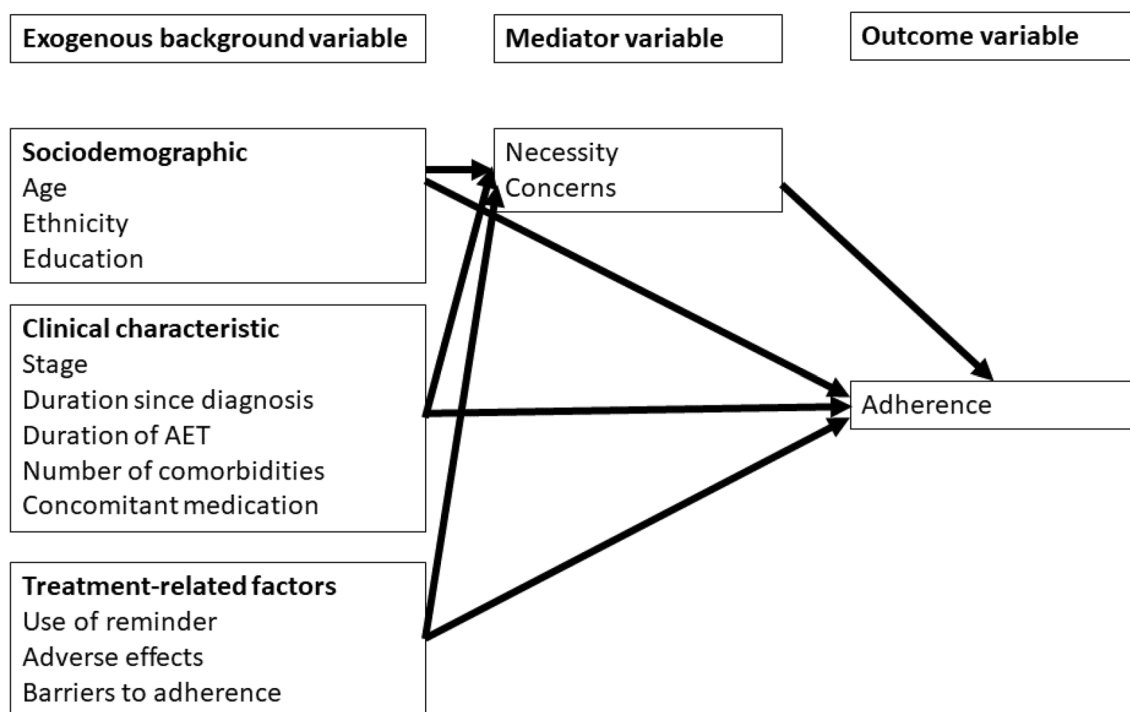 Exogenous background variable
Mediator variable
Outcome variable
Sociodemographic
Age
Ethnicity
Education
Necessity
Concerns
Clinical characteristic
Stage
Duration since diagnosis
Duration of AET
Number of comorbidities
Concomitant medication
Adherence
Treatment-related factors
Use of reminder
Adverse effects
Barriers to adherence